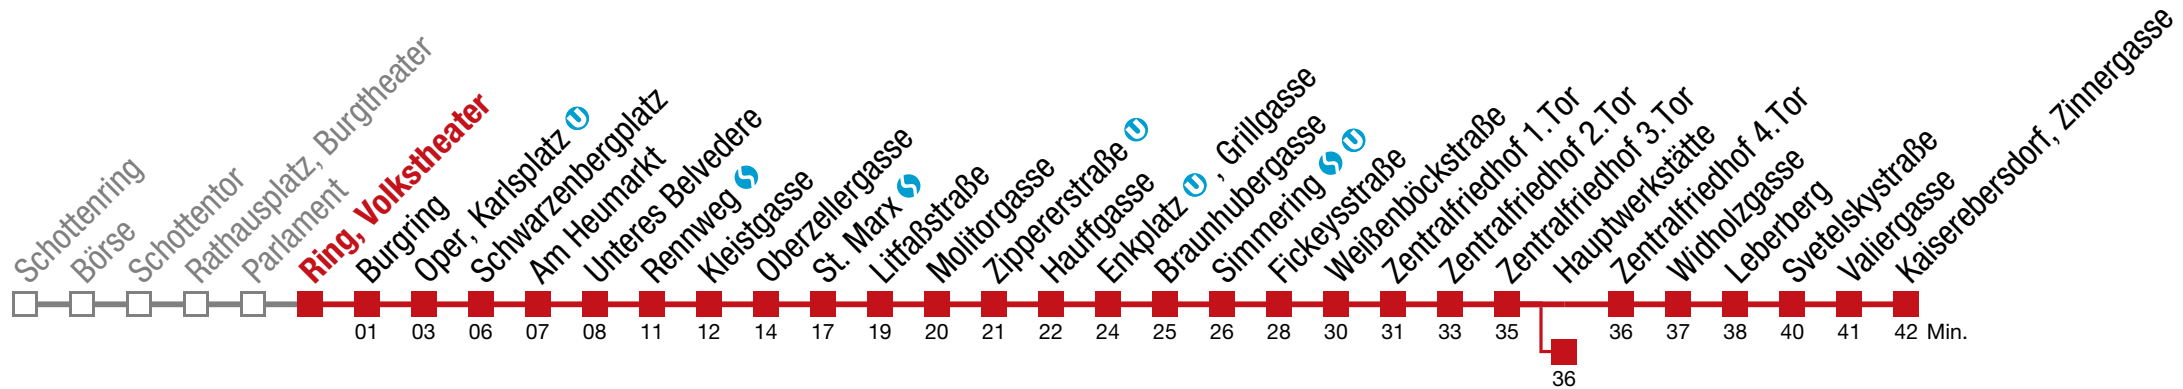 Schottenring
Börse
Schottentor
Rathausplatz, Burgtheater
Parlament
Ring, Volkstheater
Burgring
Oper, Karlsplatz U
Schwarzenbergplatz
Am Heumarkt
Unteres Belvedere
Rennweg S
Kleistgasse
Oberzellergasse
St. Marx S
Litfaßstraße
Molitorgasse
Zippererstraße U
Hauffgasse
Enkplatz U , Grillgasse
Braunhubergasse
Simmering S U
Fickeysstraße
Weißenböckstraße
Zentralfriedhof 1.Tor
Zentralfriedhof 2.Tor
Zentralfriedhof 3.Tor
Hauptwerkstätte
Zentralfriedhof 4.Tor
Widholzgasse
Leberberg
Svetelskystraße
Valiergasse
Kaiserebersdorf, Zinnergasse
01 03 06 07 08 11 12 14 17 19 20 21 22 24 25 26 28 30 31 33 35 36 37 38 40 41 42 Min.
36